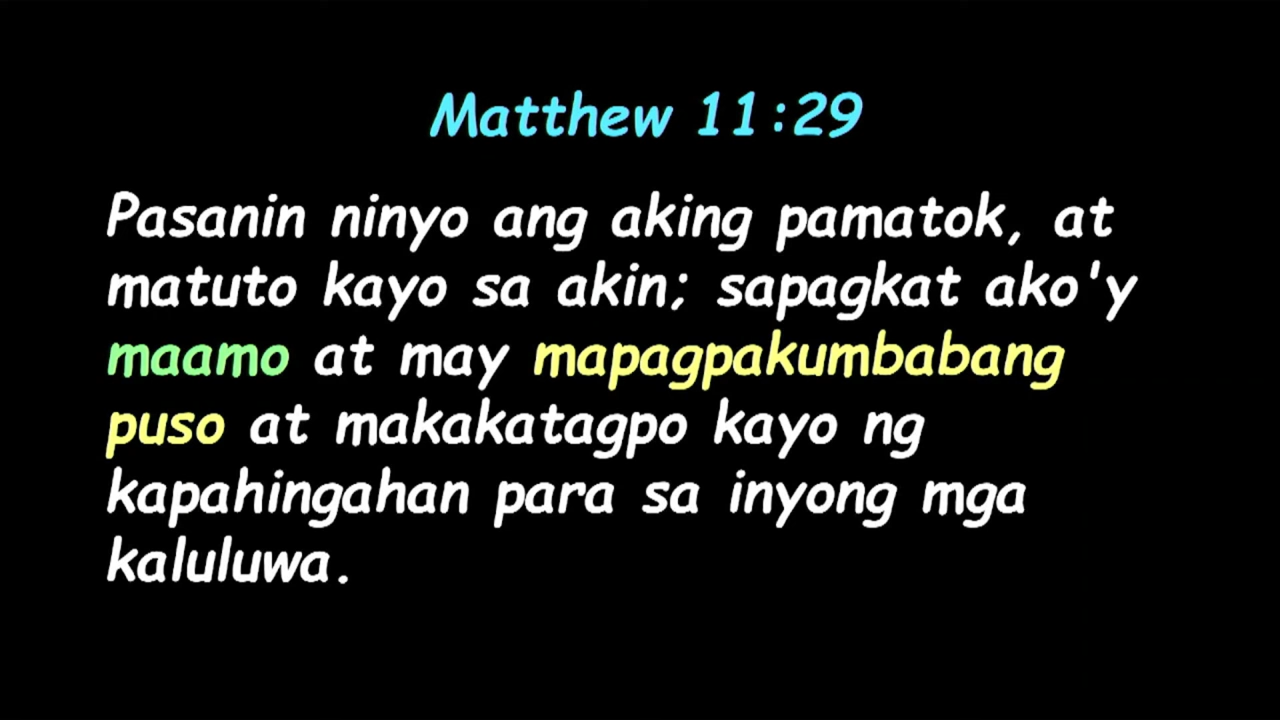 Matthew 11:29
Pasanin ninyo ang aking pamatok, at
matuto kayo sa akin; sapagkat ako'y
maamo at may mapagpakumbabang
puso at makakatagpo kayo ng
kapahingahan para sa inyong mga
kaluluwa.